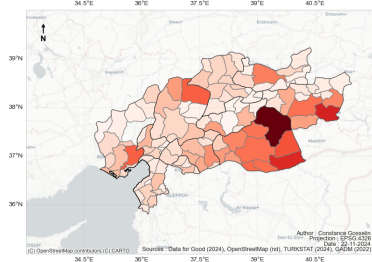 34.5°E 36°E 37.5°E 39°E 40.5°E
N
39°N
38°N
37°N
36°N
ALEPPO
Author : Constance Gosselin
Projection : EPSG:4326
Date : 22-11-2024
(C) OpenStreetMap contributors (C) CARTO
Sources : Data for Good (2024), OpenStreetMap (nd), TURKSTAT (2024), GADM (2022)
34.5°E 36°E 37.5°E 39°E 40.5°E